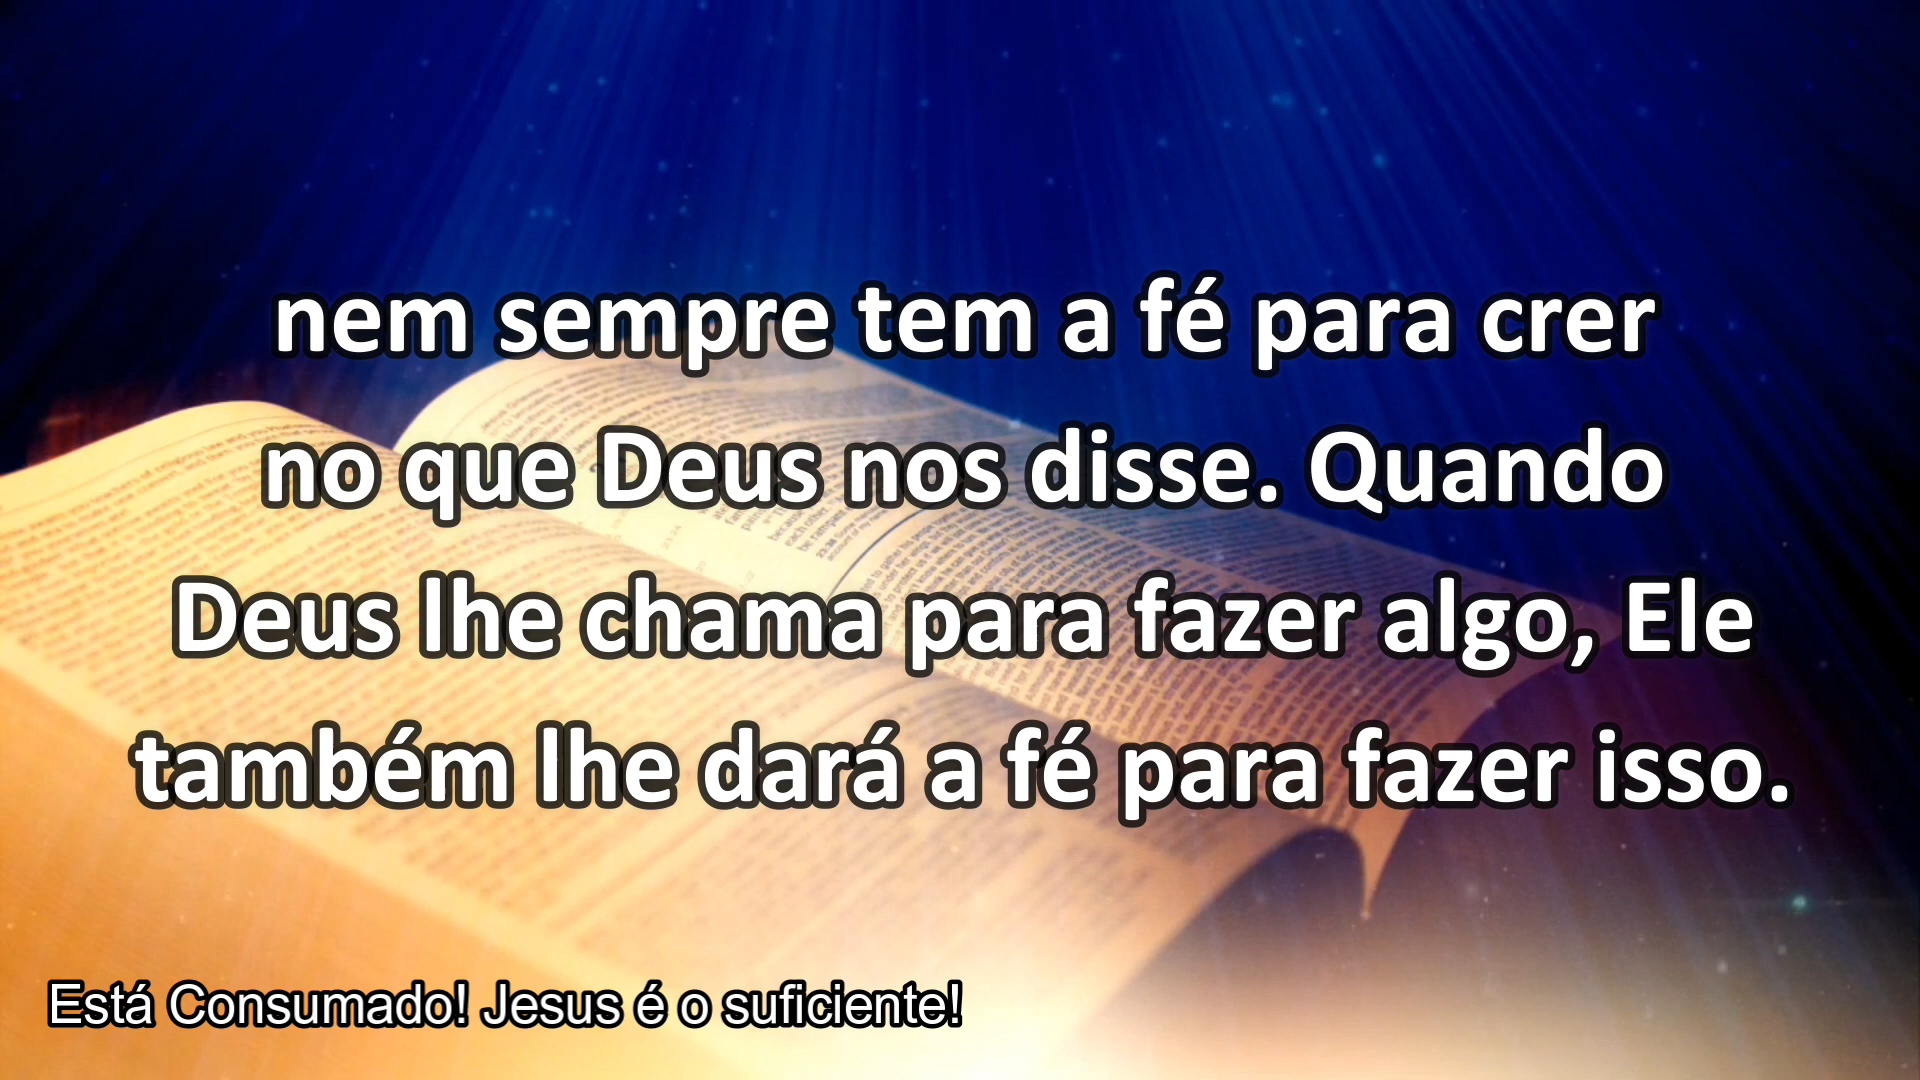 nem sempre tem a fé para crer
no que Deus nos disse. Quando
Deus lhe chama para fazer algo, Ele
também lhe dará a fé para fazer isso.
Está Consumado! Jesus é o suficiente!